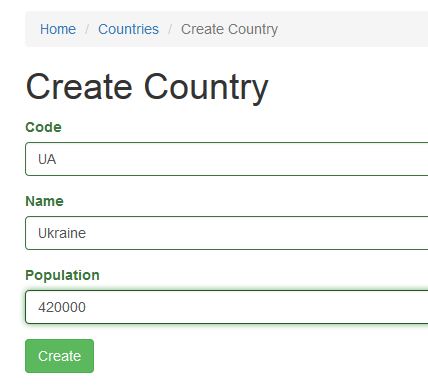 Home / Countries / Create Country
Create Country
Code
UA
Name
Ukraine
Population
420000
Create